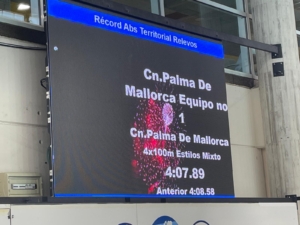 Récord Abs Territorial Relevos
Cn.Palma De
Mallorca Equipo no
1
Cn.Palma De Mallorca
4x100m Estilos Mixto
4:07.89
Anterior 4:08.58